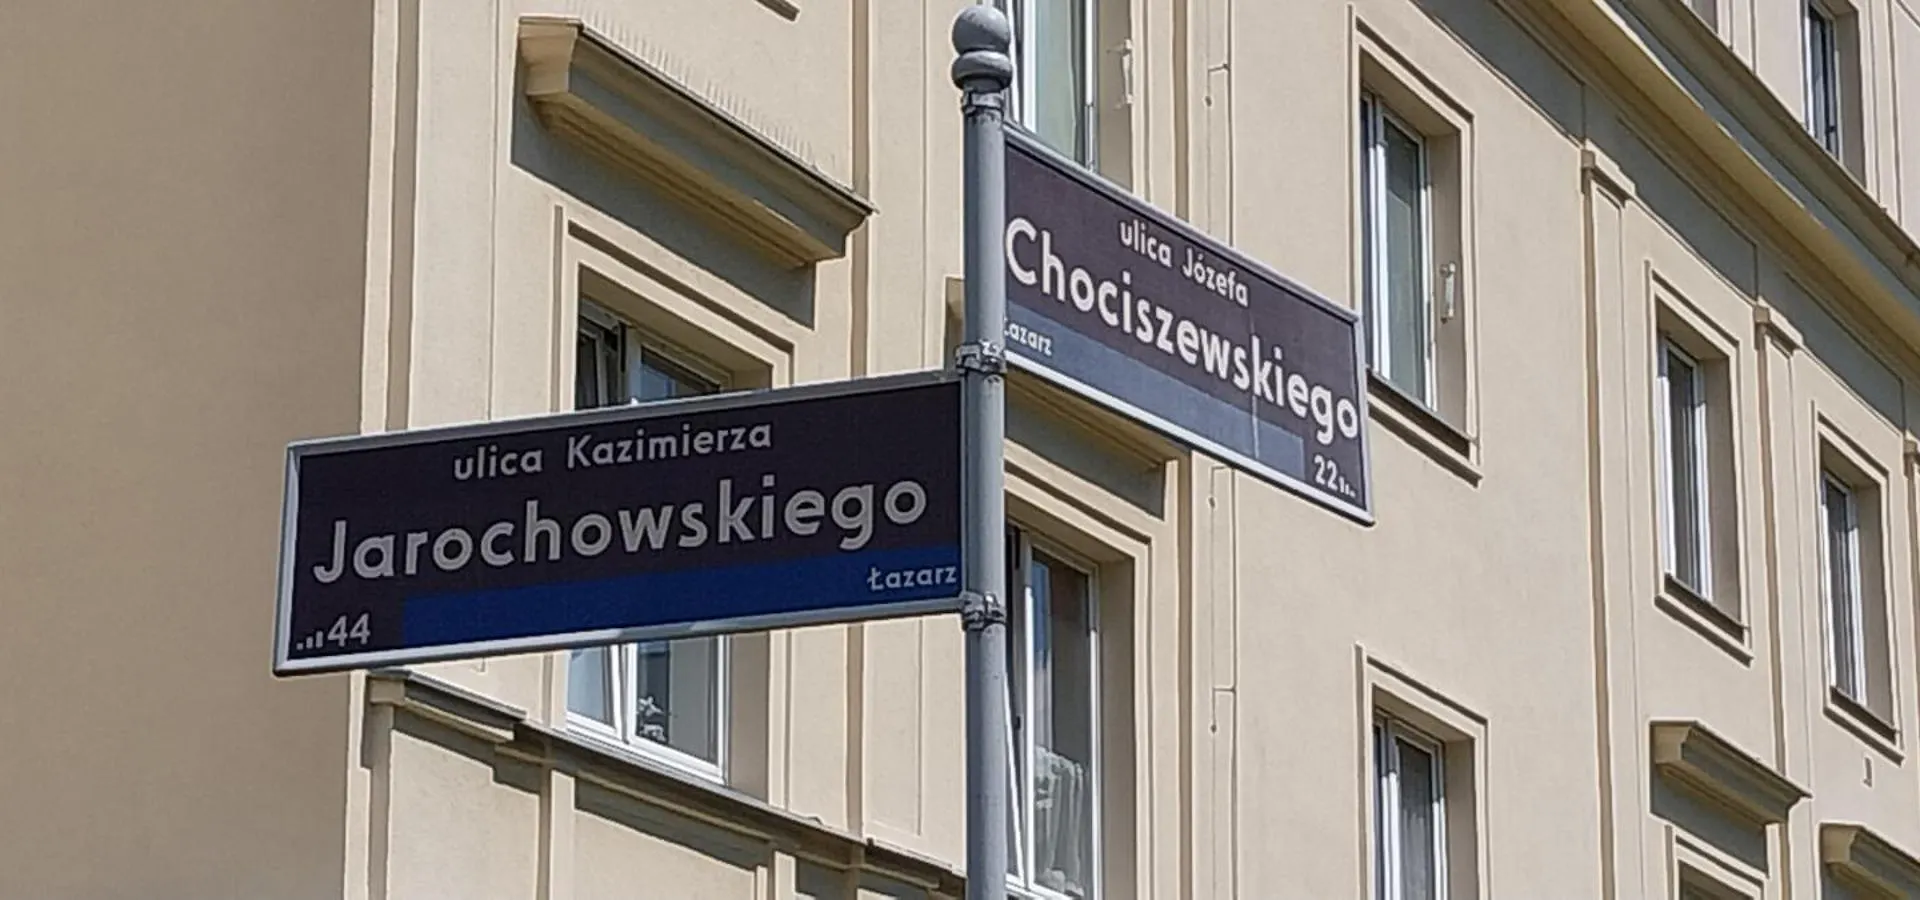 ulica Kazimierza
Jarochowskiego
Łazarz
44
ulica Józefa
Chociszewskiego
Łazarz
22